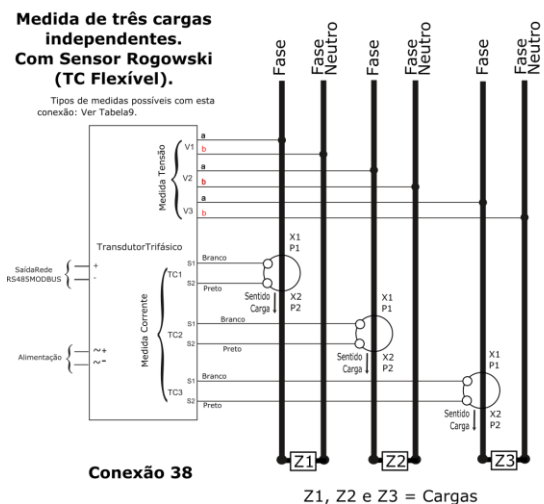 Medida de três cargas
independentes.
Com Sensor Rogowski
(TC Flexível).
Tipos de medidas possíveis com esta
conexão: Ver Tabela9.
Fase
Fase
Neutro
Fase
Fase
Neutro
Fase
Fase
Neutro
Medida Tensão
V1
a
b
V2
a
b
V3
a
b
TransdutorTrifásico
SaídaRede
RS485MODBUS
+
-
Alimentação
~+
~-
Medida Corrente
TC1
S1
Branco
S2
Preto
X1
P1
X2
P2
Sentido
Carga
TC2
S1
Branco
S2
Preto
X1
P1
X2
P2
Sentido
Carga
TC3
S1
Branco
S2
Preto
X1
P1
X2
P2
Sentido
Carga
Z1
Z2
Z3
Conexão 38
Z1, Z2 e Z3 = Cargas